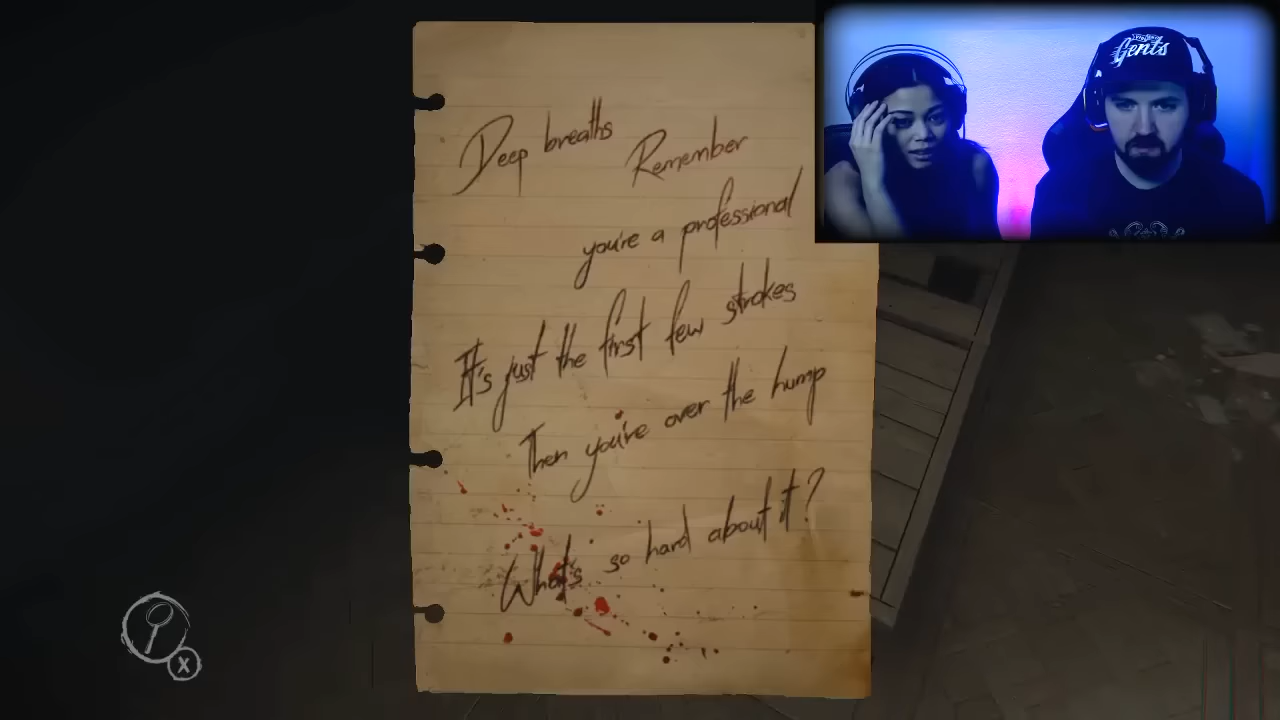 Gents
Deep breaths
Remember
you're a professional
It's just the first few strokes
Then you're over the hump
What's so hard about it?
X